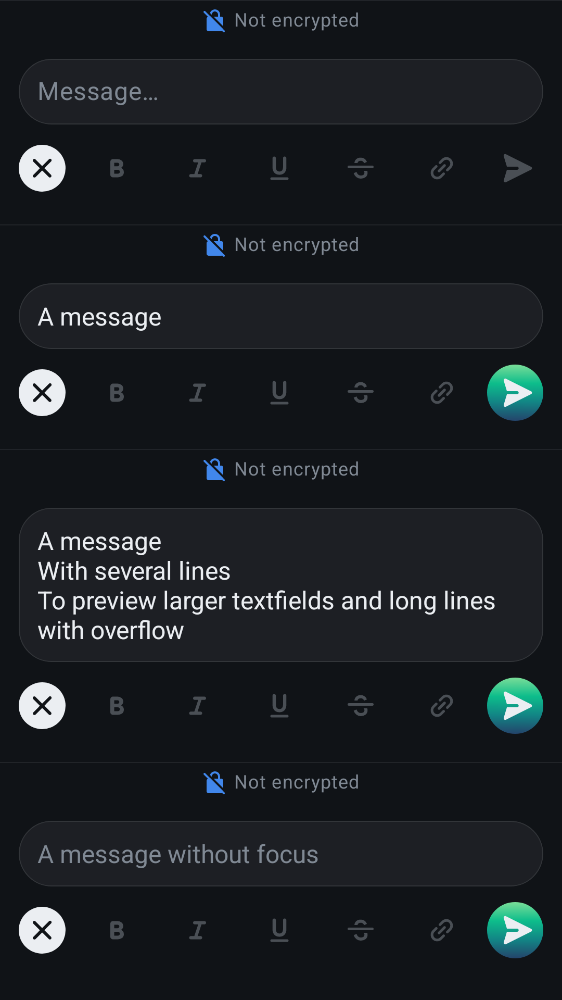 Not encrypted
Message…
B I U S
Not encrypted
A message
B I U S
Not encrypted
A message
With several lines
To preview larger textfields and long lines
with overflow
B I U S
Not encrypted
A message without focus
B I U S